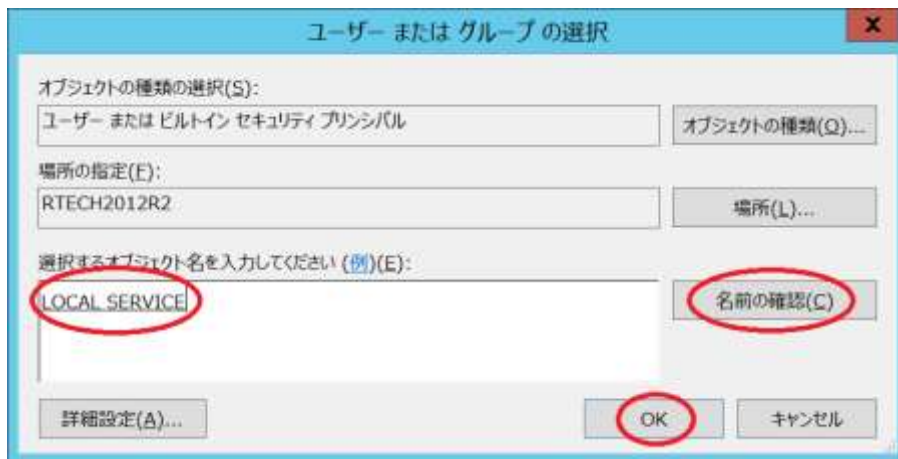 ユーザー または グループ の選択
x
オブジェクトの種類の選択(S):
ユーザー または ビルトイン セキュリティ プリンシパル
オブジェクトの種類(O)...
場所の指定(F):
RTECH2012R2
場所(L)...
選択するオブジェクト名を入力してください (例)(E):
LOCAL SERVICE
名前の確認(C)
詳細設定(A)...
OK
キャンセル